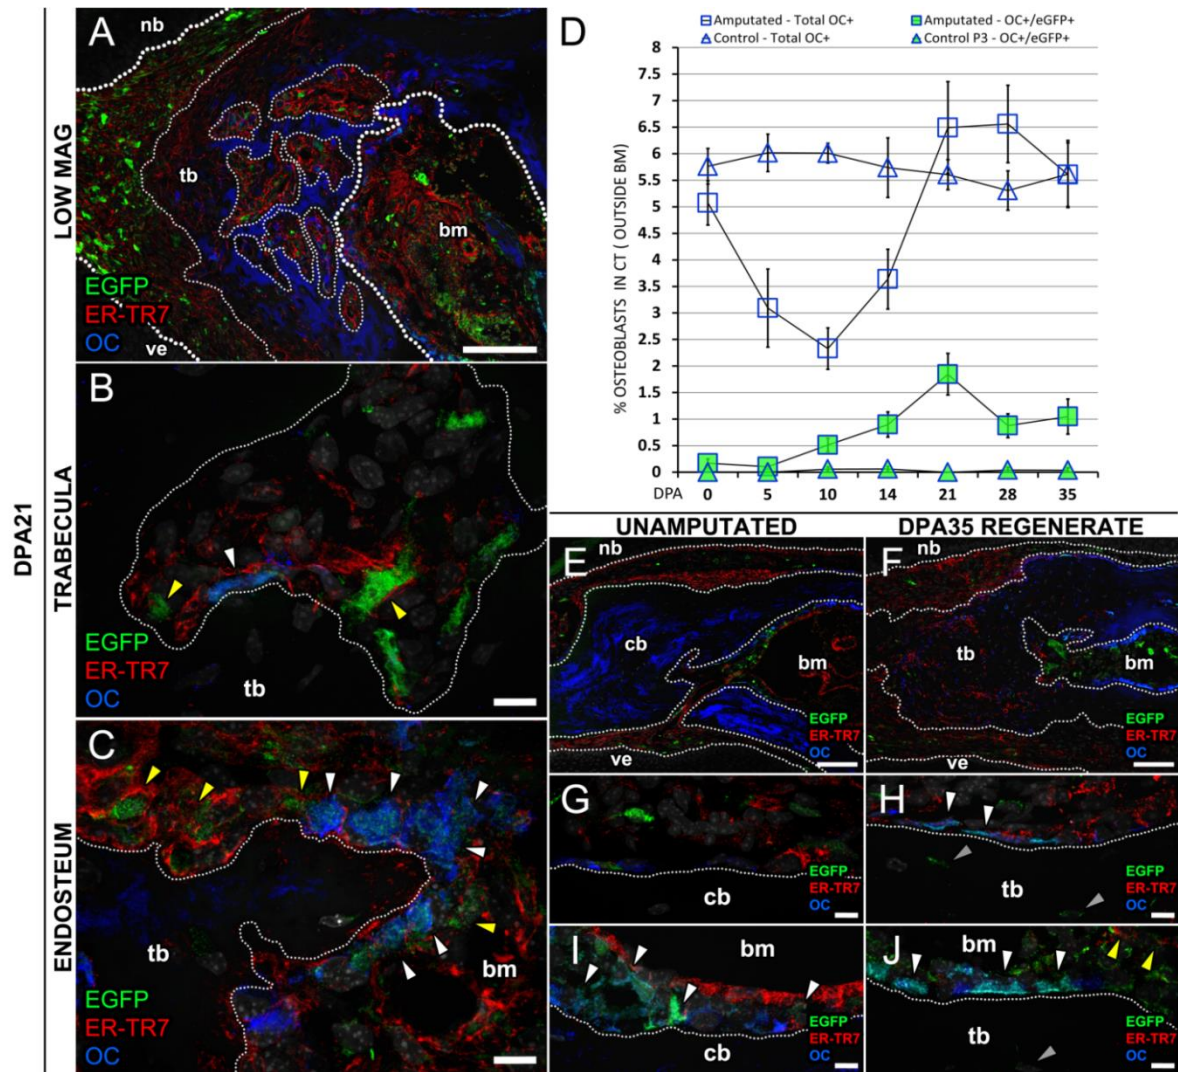 LOW MAG
A
nb
tb
bm
ve
EGFP
ER-TR7
OC
DPA21
TRABECULA
B
tb
EGFP
ER-TR7
OC
ENDOSTEUM
C
tb
bm
EGFP
ER-TR7
OC
D
Amputated - Total OC+
Amputated - OC+/eGFP+
Control - Total OC+
Control P3 - OC+/eGFP+
% OSTEOBLASTS IN CT ( OUTSIDE BM)
8
7.5
7
6.5
6
5.5
5
4.5
4
3.5
3
2.5
2
1.5
1
0.5
0
DPA 0 5 10 14 21 28 35
UNAMPUTATED
DPA35 REGENERATE
E
nb
cb
bm
ve
EGFP
ER-TR7
OC
F
nb
tb
bm
ve
EGFP
ER-TR7
OC
G
cb
EGFP
ER-TR7
OC
H
tb
EGFP
ER-TR7
OC
I
bm
cb
EGFP
ER-TR7
OC
J
bm
tb
EGFP
ER-TR7
OC